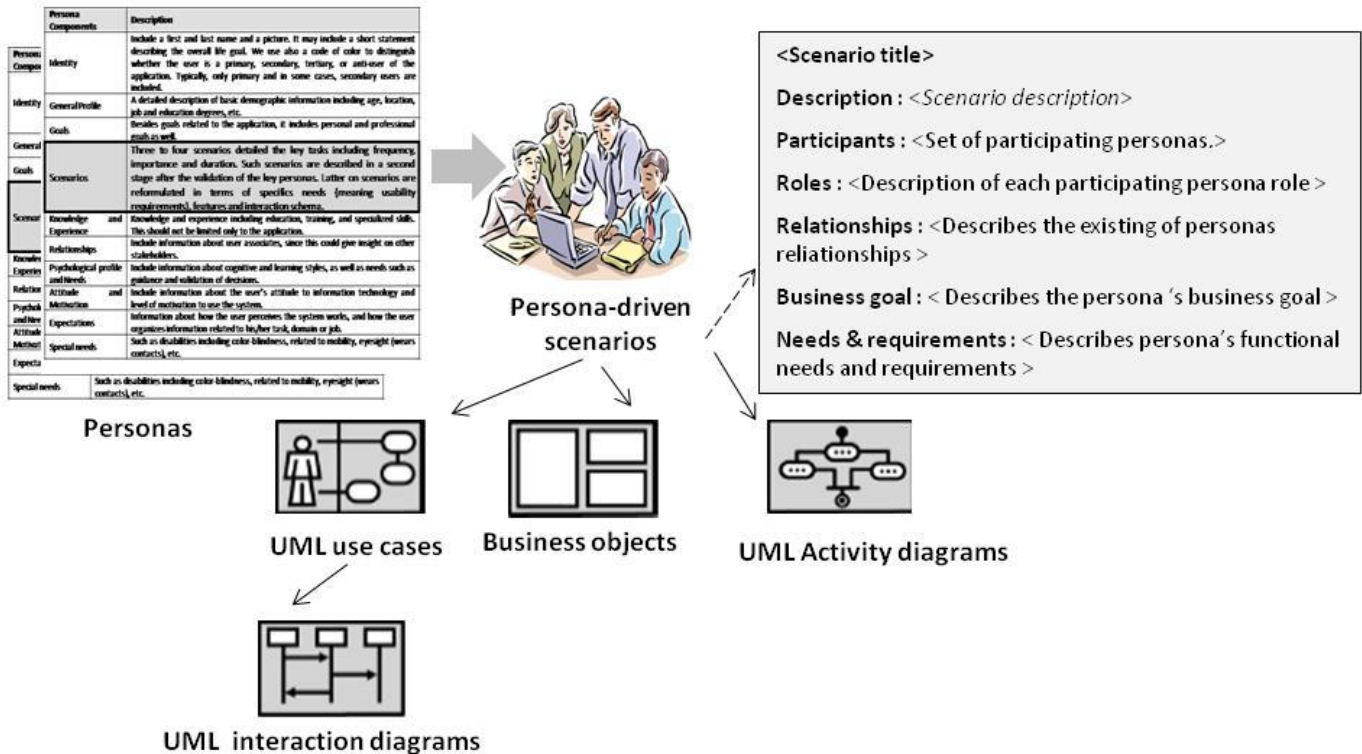 Persona Components Description
Identity
Include a first and last name and a picture. It may include a short statement
describing the overall life goal. We use also a code of color to distinguish
whether the user is a primary, secondary, tertiary, or anti-user of the
application. Typically, only primary and in some cases, secondary users are
included.
General Profile
A detailed description of basic demographic information including age, location,
job and education degrees, etc.
Goals
Besides goals related to the application, it includes personal and professional
goals as well.
Scenarios
Three to four scenarios detailed the key tasks including frequency,
importance and duration. Such scenarios are described in a second
stage after the validation of the key personas. Latter on scenarios are
reformulated in terms of specifics needs (meaning usability
requirements), features and interaction schema.
Knowledge and Experience
Knowledge and experience including education, training, and specialized skills.
This should not be limited only to the application.
Relationships
Include information about user associates, since this could give insight on other
stakeholders.
Psychological profile and Needs
Include information about cognitive and learning styles, as well as needs such as
guidance and validation of decisions.
Attitude and Motivation
Include information about the user's attitude to information technology and
level of motivation to use the system.
Expectations
Information about how the user perceives the system works, and how the user
organizes information related to his/her task, domain or job.
Special needs
Such as disabilities including color-blindness, related to mobility, eyesight (wears
contacts), etc.
Persona
Compon
Identity
General
Goals
Scenar
Knowle
Experie
Relation
Psychol
and Nee
Attitude
Motivat
Expecta
Special needs
Such as disabilities including color-blindness, related to mobility, eyesight (wears
contacts), etc.
Personas
Persona-driven
scenarios
<Scenario title>
Description : <Scenario description>
Participants : <Set of participating personas.>
Roles : <Description of each participating persona role >
Relationships : <Describes the existing of personas
reliationships >
Business goal : < Describes the persona 's business goal >
Needs & requirements : < Describes persona's functional
needs and requirements >
UML use cases
Business objects
UML Activity diagrams
UML interaction diagrams